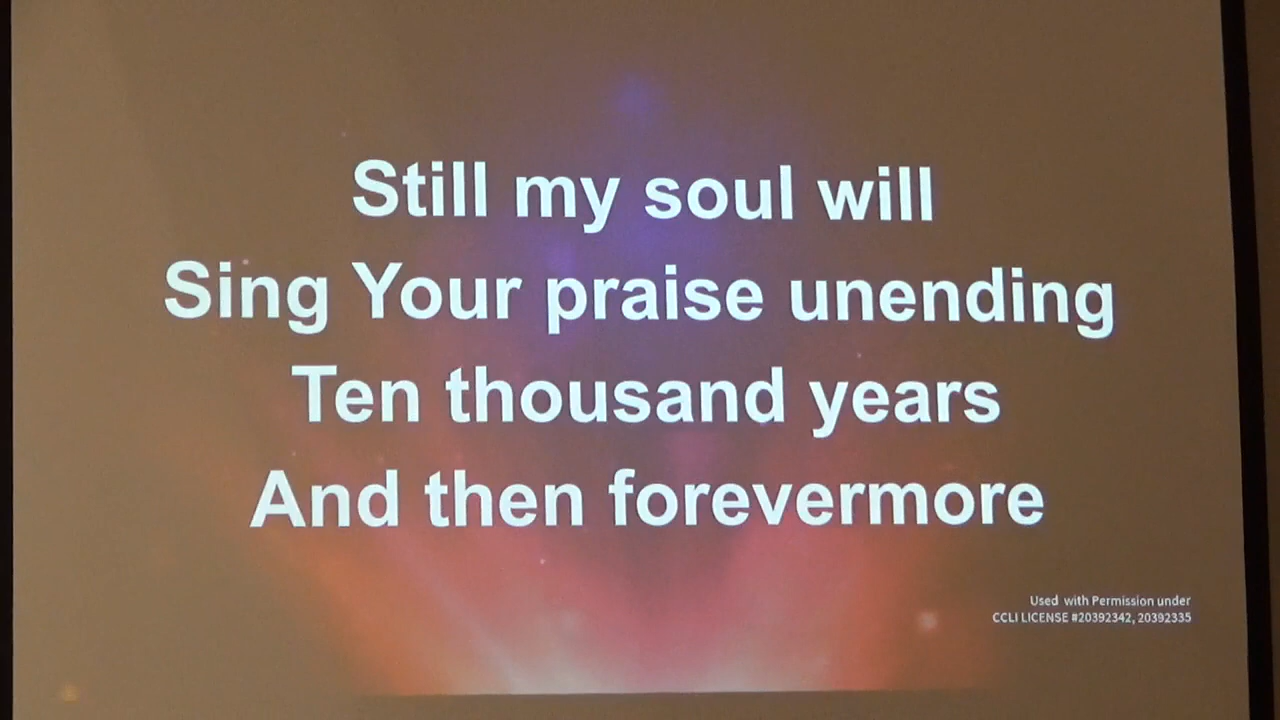 Still my soul will
Sing Your praise unending
Ten thousand years
And then forevermore
Used with Permission under
CCLI LICENSE #20392342, 20392335